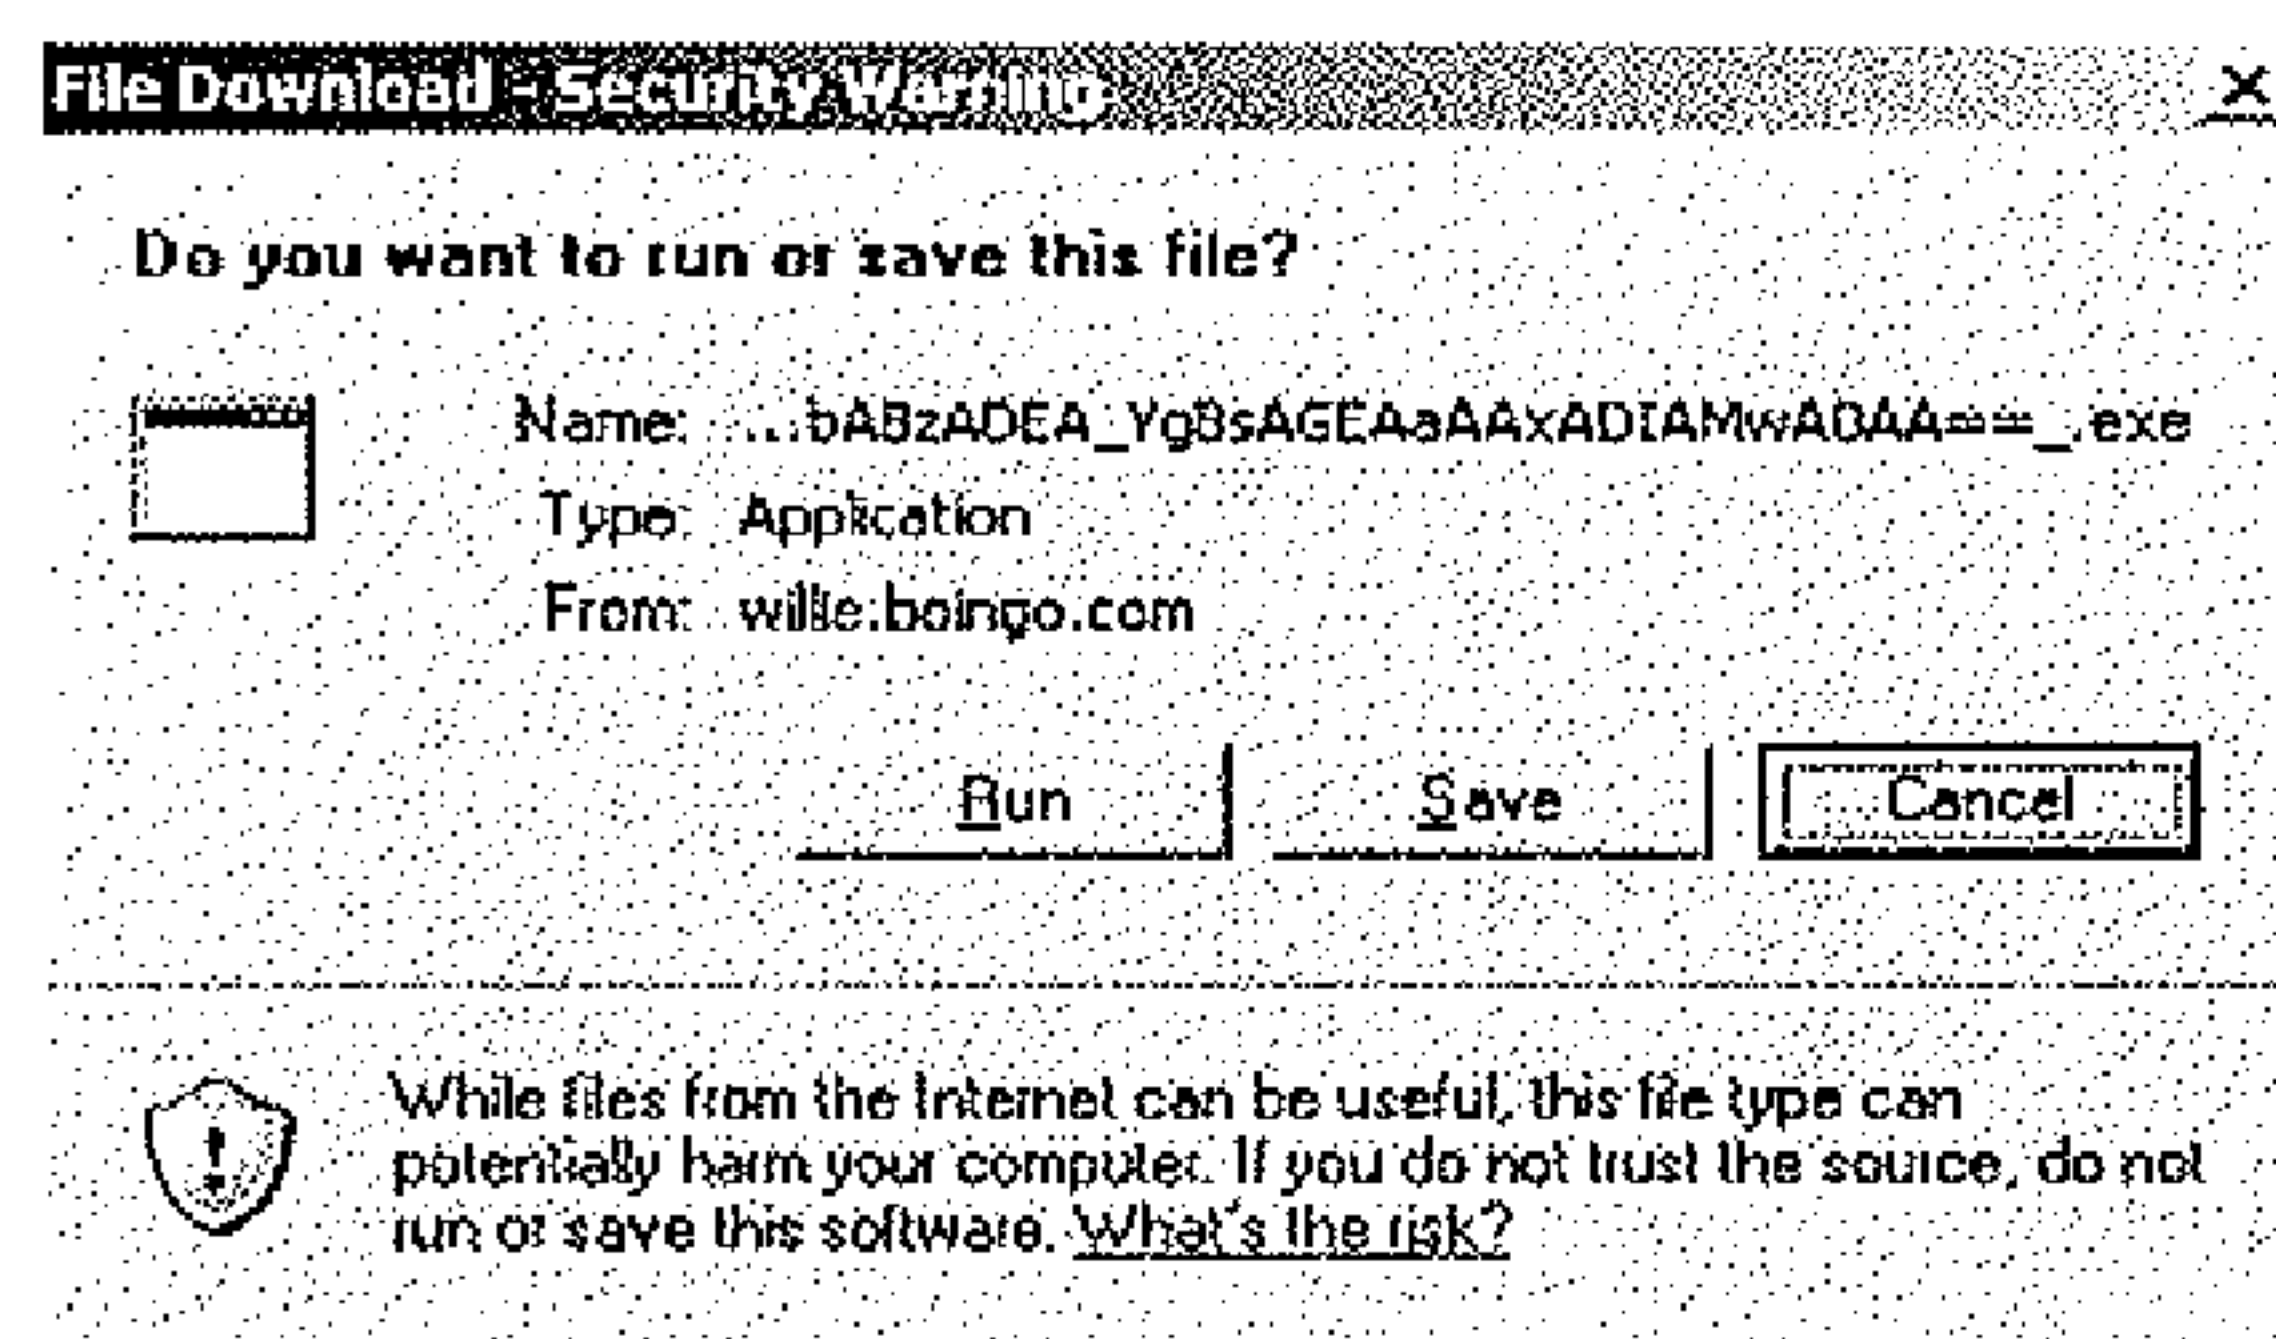 File Download - Security Warning
Do you want to run or save this file?
Name: ...bABzADEA_YgBsAGEAaAAxADIAMwA0AA==_.exe
Type: Application
From: willie.boingo.com
Run Save Cancel
While files from the Internet can be useful, this file type can
potentially harm your computer. If you do not trust the source, do not
run or save this software. What's the risk?